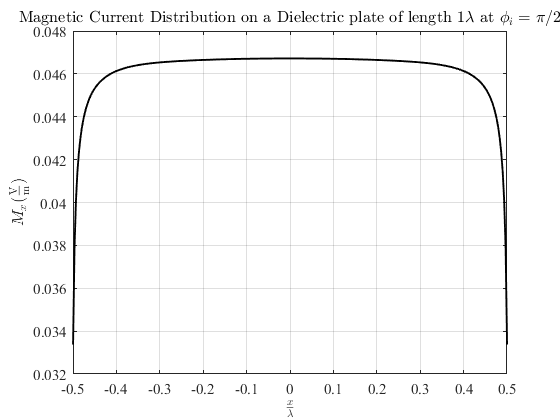 Magnetic Current Distribution on a Dielectric plate of length 1λ at ϕ_i = π/2
0.048
0.046
0.044
0.042
0.04
0.038
0.036
0.034
0.032
M_x(V/m)
-0.5 -0.4 -0.3 -0.2 -0.1 0 0.1 0.2 0.3 0.4 0.5
x/λ